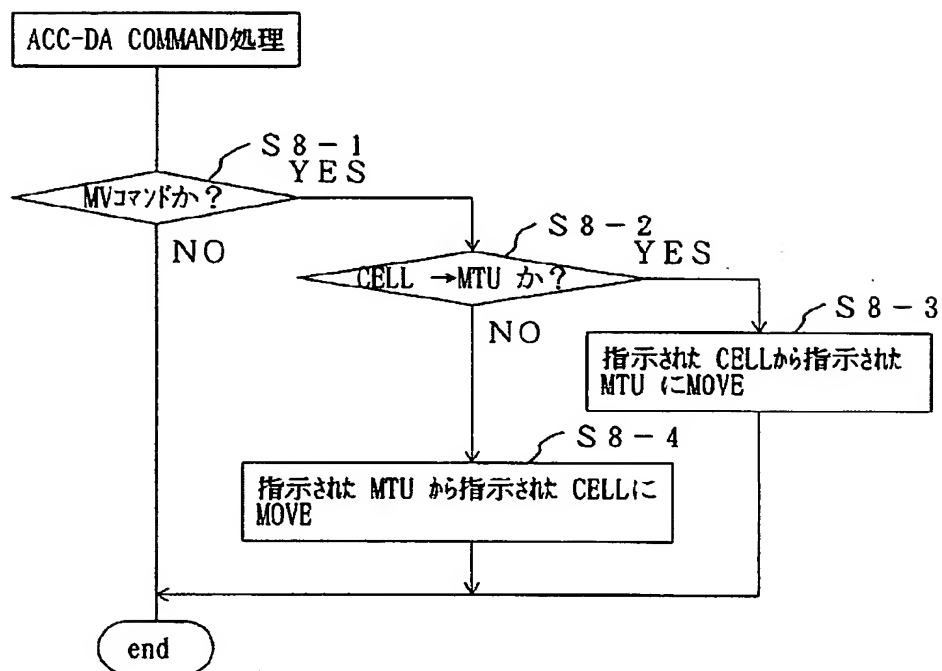 ACC-DA COMMAND処理
S8-1
YES
MVコマンドか?
NO
S8-2
YES
CELL →MTU か?
NO
S8-3
指示された CELLから指示された
MTU にMOVE
S8-4
指示された MTU から指示された CELLに
MOVE
end